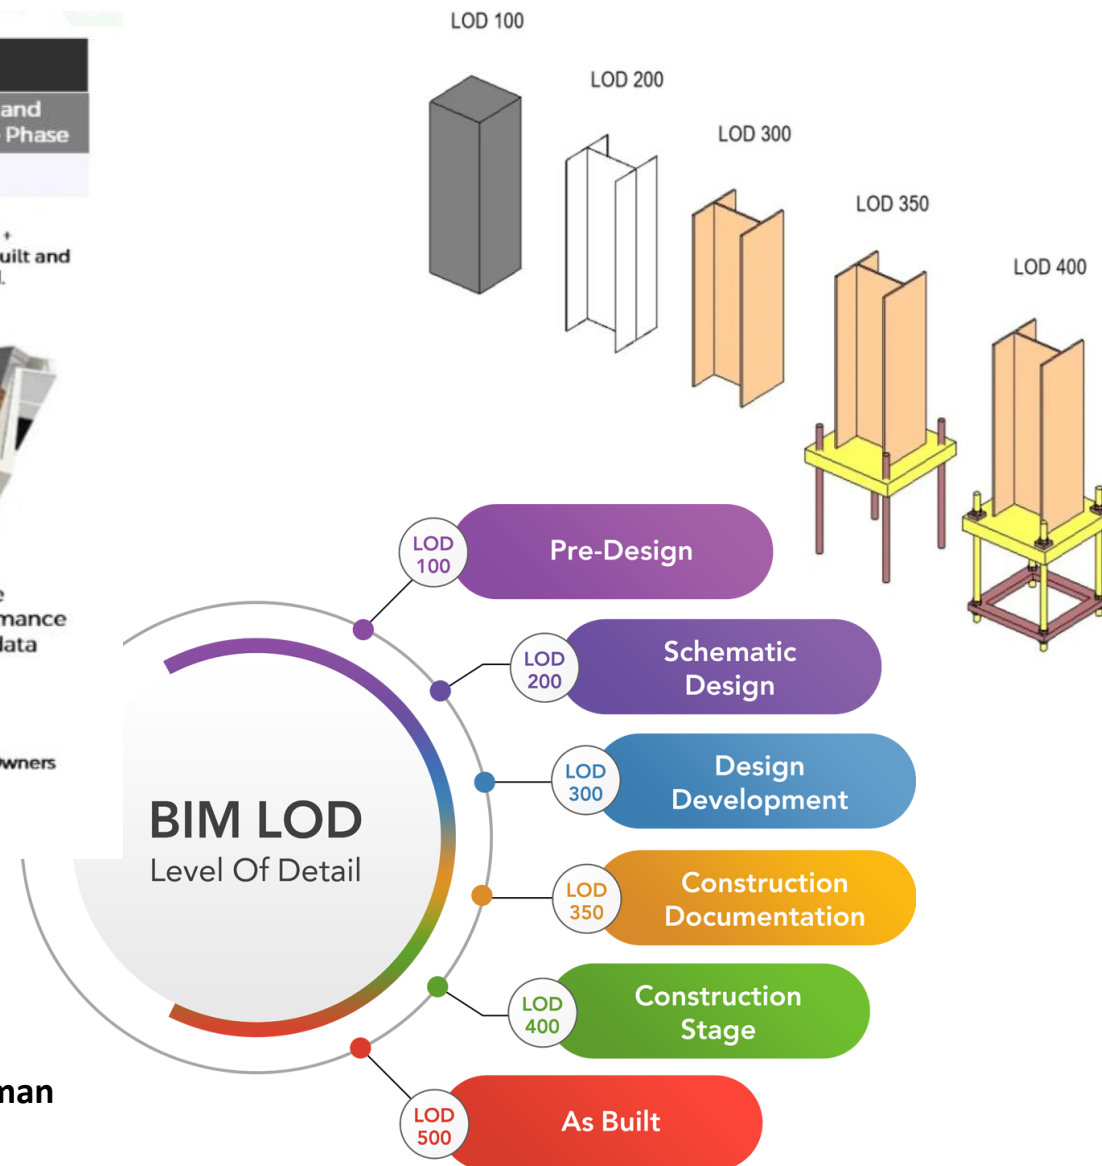 and
Phase
+
uilt and
mance
data
Owners
man
LOD 100
LOD 200
LOD 300
LOD 350
LOD 400
BIM LOD
Level Of Detail
LOD
100
Pre-Design
LOD
200
Schematic
Design
LOD
300
Design
Development
LOD
350
Construction
Documentation
LOD
400
Construction
Stage
LOD
500
As Built